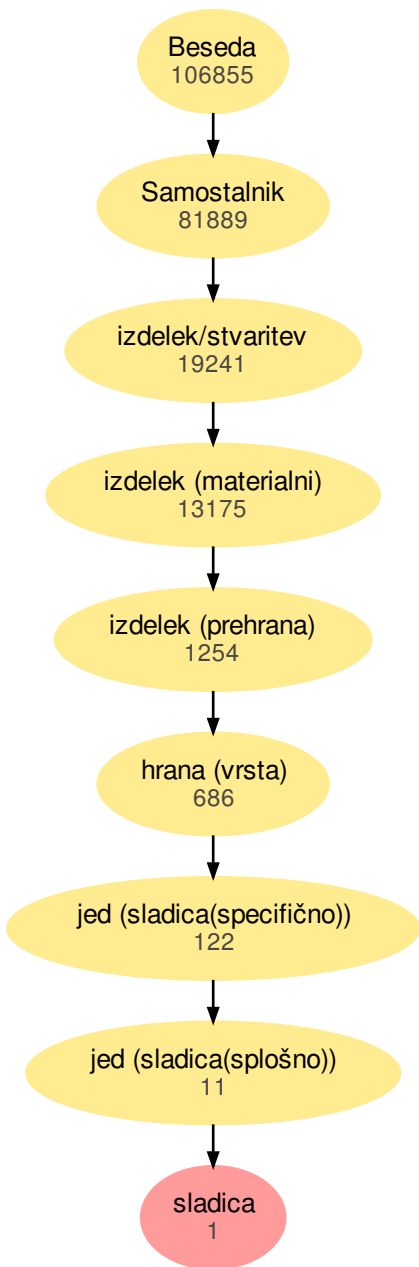 Beseda
106855
Samostalnik
81889
izdelek/stvaritev
19241
izdelek (materialni)
13175
izdelek (prehrana)
1254
hrana (vrsta)
686
jed (sladica(specifično))
122
jed (sladica(splošno))
11
sladica
1